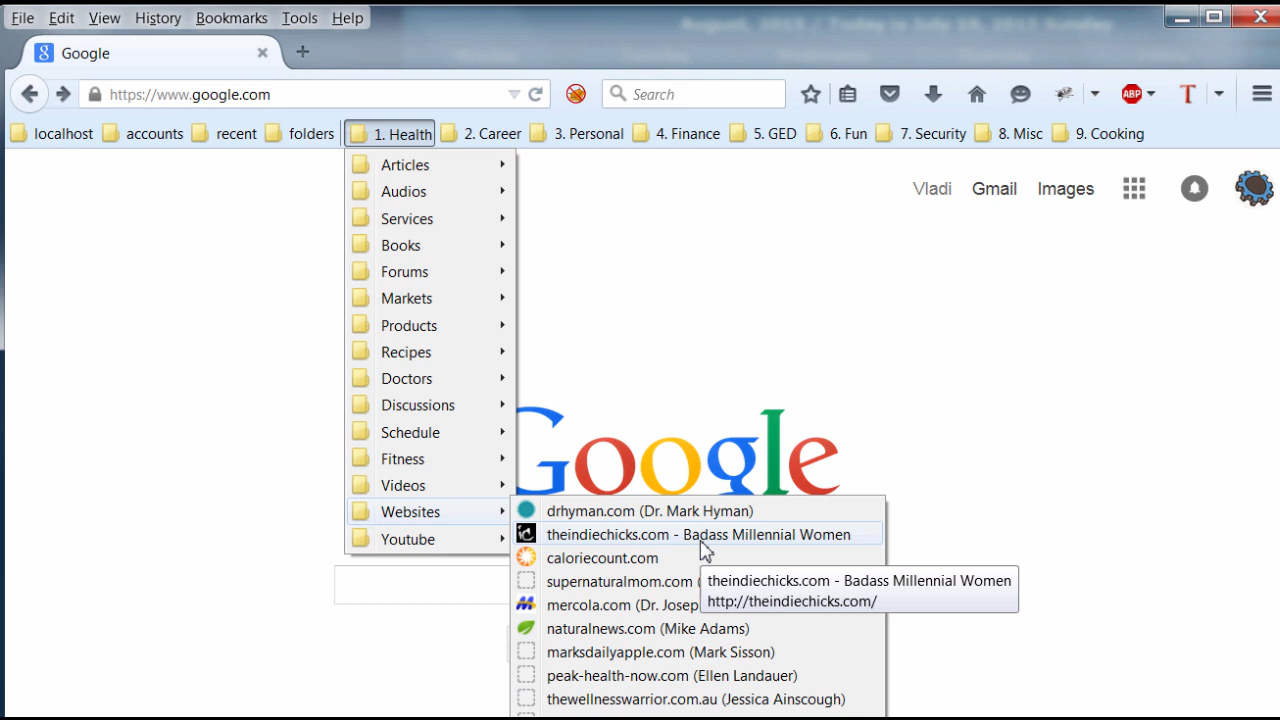 File Edit View History Bookmarks Tools Help
Google
https://www.google.com Search ABP T
localhost accounts recent folders 1. Health 2. Career 3. Personal 4. Finance 5. GED 6. Fun 7. Security 8. Misc 9. Cooking
Vladi Gmail Images
Articles
Audios
Services
Books
Forums
Markets
Products
Recipes
Doctors
Discussions
Schedule
Fitness
Videos
Websites
Youtube
Google
drhyman.com (Dr. Mark Hyman)
theindiechicks.com - Badass Millennial Women
caloriecount.com
supernaturalmom.com
mercola.com (Dr. Josep
naturalnews.com (Mike Adams)
marksdailyapple.com (Mark Sisson)
peak-health-now.com (Ellen Landauer)
thewellnesswarrior.com.au (Jessica Ainscough)
theindiechicks.com - Badass Millennial Women
http://theindiechicks.com/